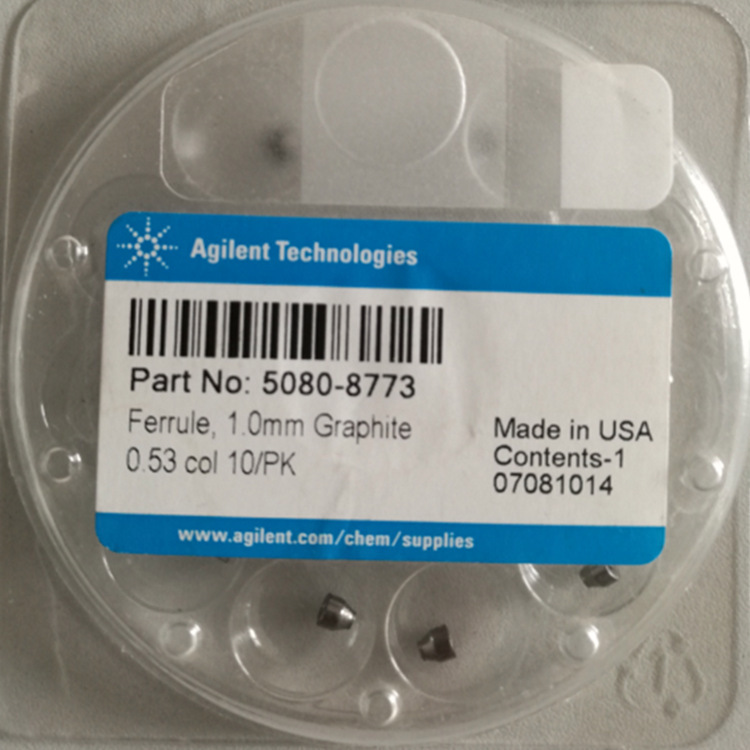 Agilent Technologies
Part No: 5080-8773
Ferrule, 1.0mm Graphite
0.53 col 10/PK
Made in USA
Contents-1
07081014
www.agilent.com/chem/supplies